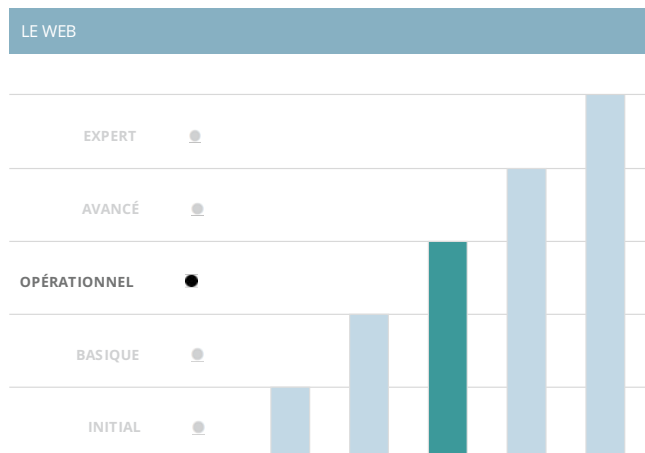 LE WEB
EXPERT
AVANCÉ
OPÉRATIONNEL
BASIQUE
INITIAL